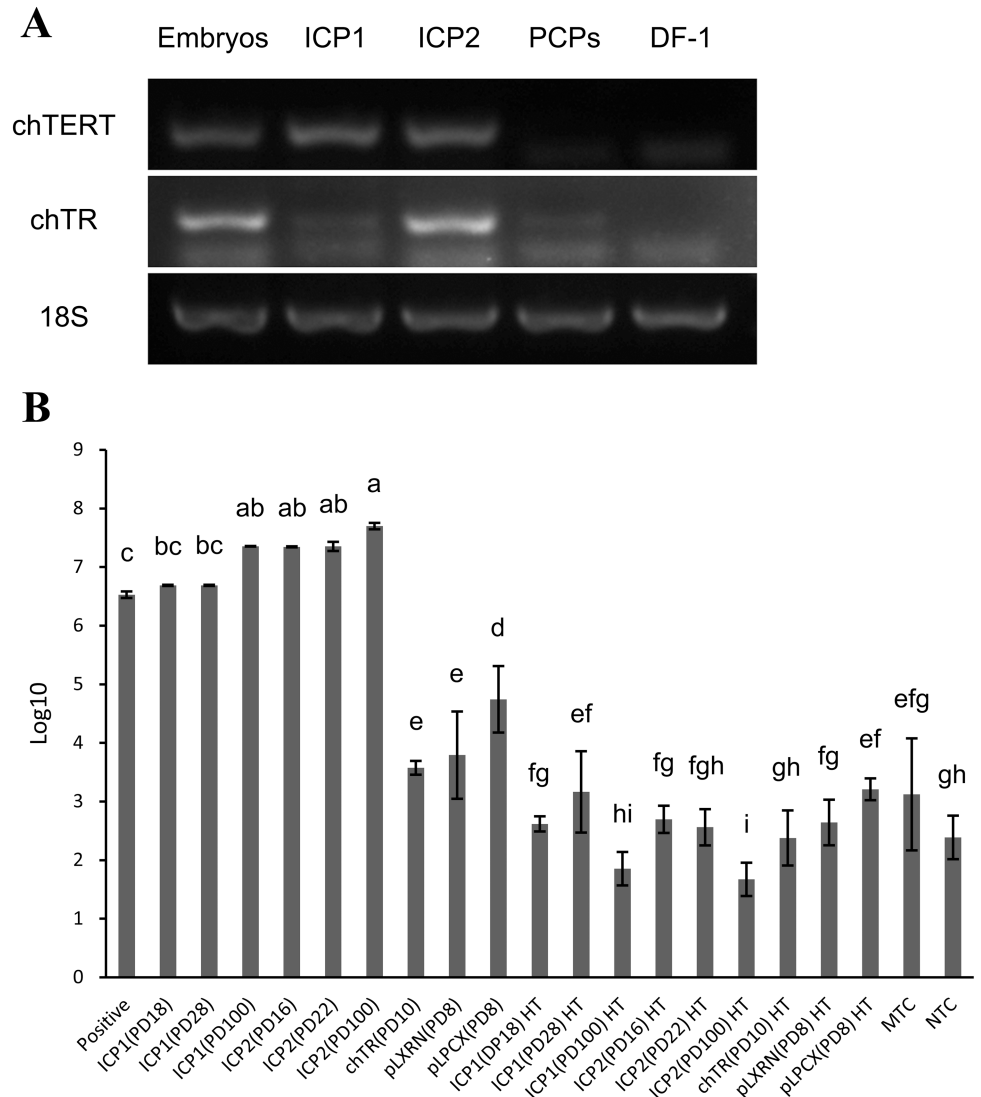 A
Embryos ICP1 ICP2 PCPs DF-1
chTERT
chTR
18S
B
9
8
7
6
5
4
3
2
1
0
Log10
c bc bc ab ab ab a e e d fg ef hi fg fgh i gh fg ef efg gh
Positive
ICP1(PD18)
ICP1(PD28)
ICP1(PD100)
ICP2(PD16)
ICP2(PD22)
ICP2(PD100)
chTR(PD10)
pLXRN(PD8)
pLPCX(PD8)
ICP1(DP18) HT
ICP1(PD28) HT
ICP1(PD100) HT
ICP2(PD16) HT
ICP2(PD22) HT
ICP2(PD100) HT
chTR(PD10) HT
pLXRN(PD8) HT
pLPCX(PD8) HT
MTC
NTC